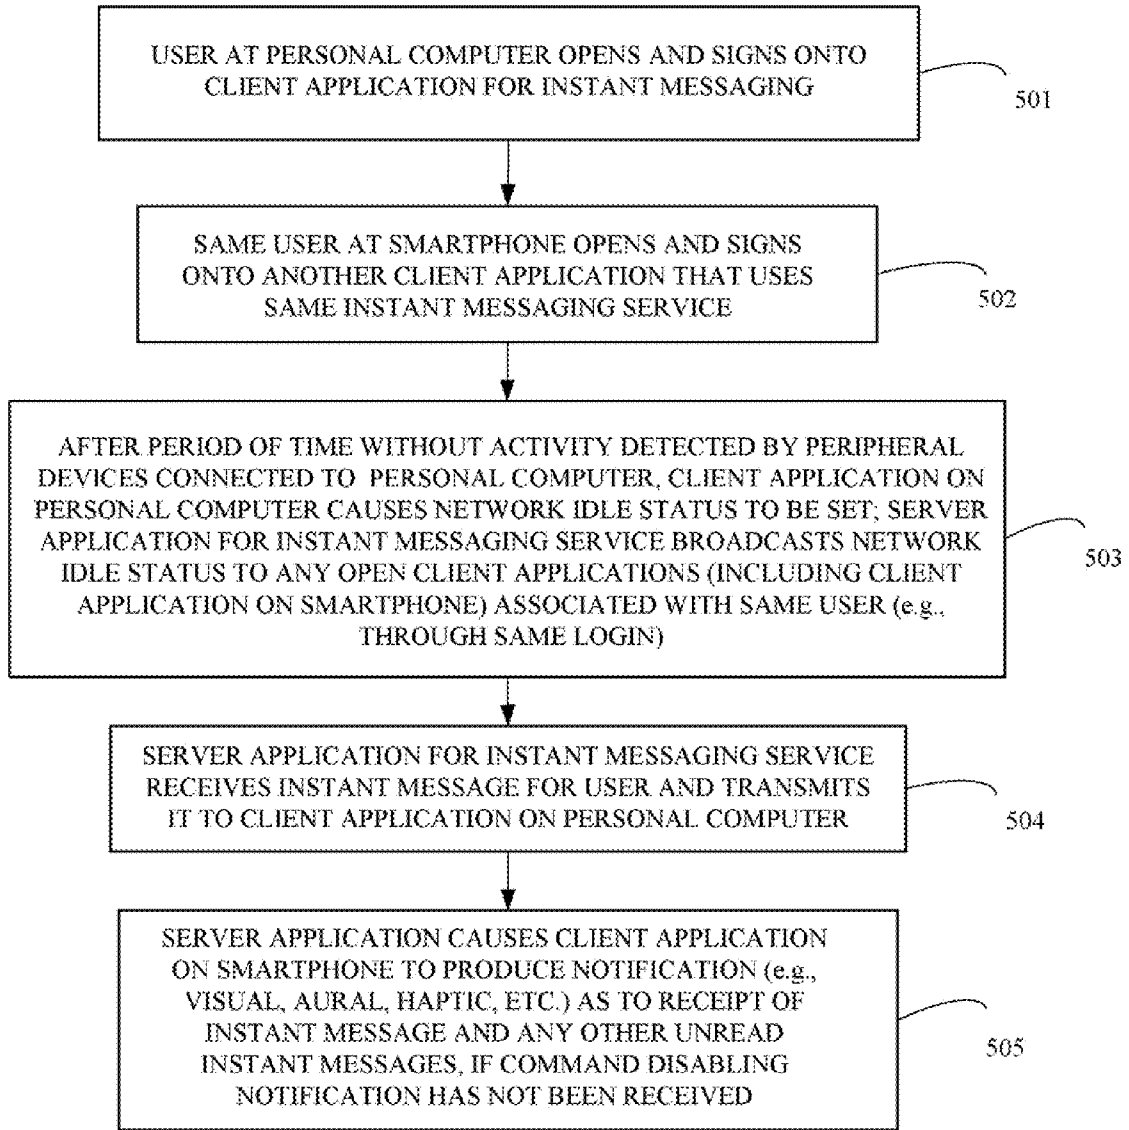 USER AT PERSONAL COMPUTER OPENS AND SIGNS ONTO
CLIENT APPLICATION FOR INSTANT MESSAGING
501
SAME USER AT SMARTPHONE OPENS AND SIGNS
ONTO ANOTHER CLIENT APPLICATION THAT USES
SAME INSTANT MESSAGING SERVICE
502
AFTER PERIOD OF TIME WITHOUT ACTIVITY DETECTED BY PERIPHERAL
DEVICES CONNECTED TO PERSONAL COMPUTER, CLIENT APPLICATION ON
PERSONAL COMPUTER CAUSES NETWORK IDLE STATUS TO BE SET; SERVER
APPLICATION FOR INSTANT MESSAGING SERVICE BROADCASTS NETWORK
IDLE STATUS TO ANY OPEN CLIENT APPLICATIONS (INCLUDING CLIENT
APPLICATION ON SMARTPHONE) ASSOCIATED WITH SAME USER (e.g.,
THROUGH SAME LOGIN)
503
SERVER APPLICATION FOR INSTANT MESSAGING SERVICE
RECEIVES INSTANT MESSAGE FOR USER AND TRANSMITS
IT TO CLIENT APPLICATION ON PERSONAL COMPUTER
504
SERVER APPLICATION CAUSES CLIENT APPLICATION
ON SMARTPHONE TO PRODUCE NOTIFICATION (e.g.,
VISUAL, AURAL, HAPTIC, ETC.) AS TO RECEIPT OF
INSTANT MESSAGE AND ANY OTHER UNREAD
INSTANT MESSAGES, IF COMMAND DISABLING
NOTIFICATION HAS NOT BEEN RECEIVED
505